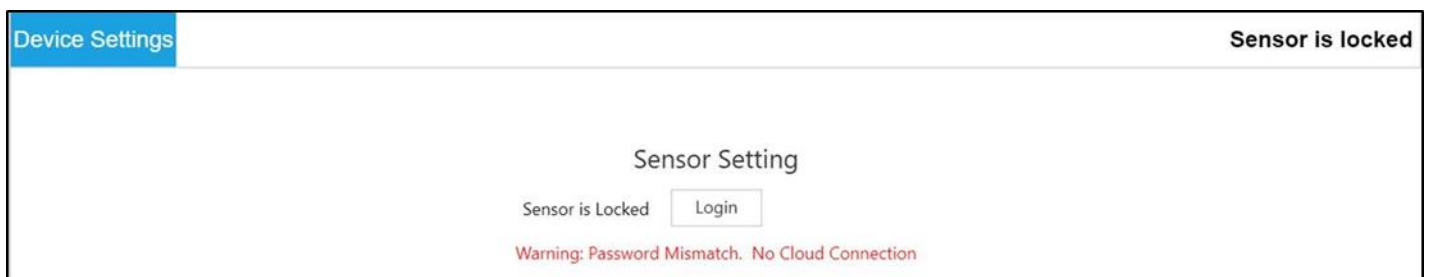 Device Settings
Sensor is locked
Sensor Setting
Sensor is Locked
Login
Warning: Password Mismatch.  No Cloud Connection